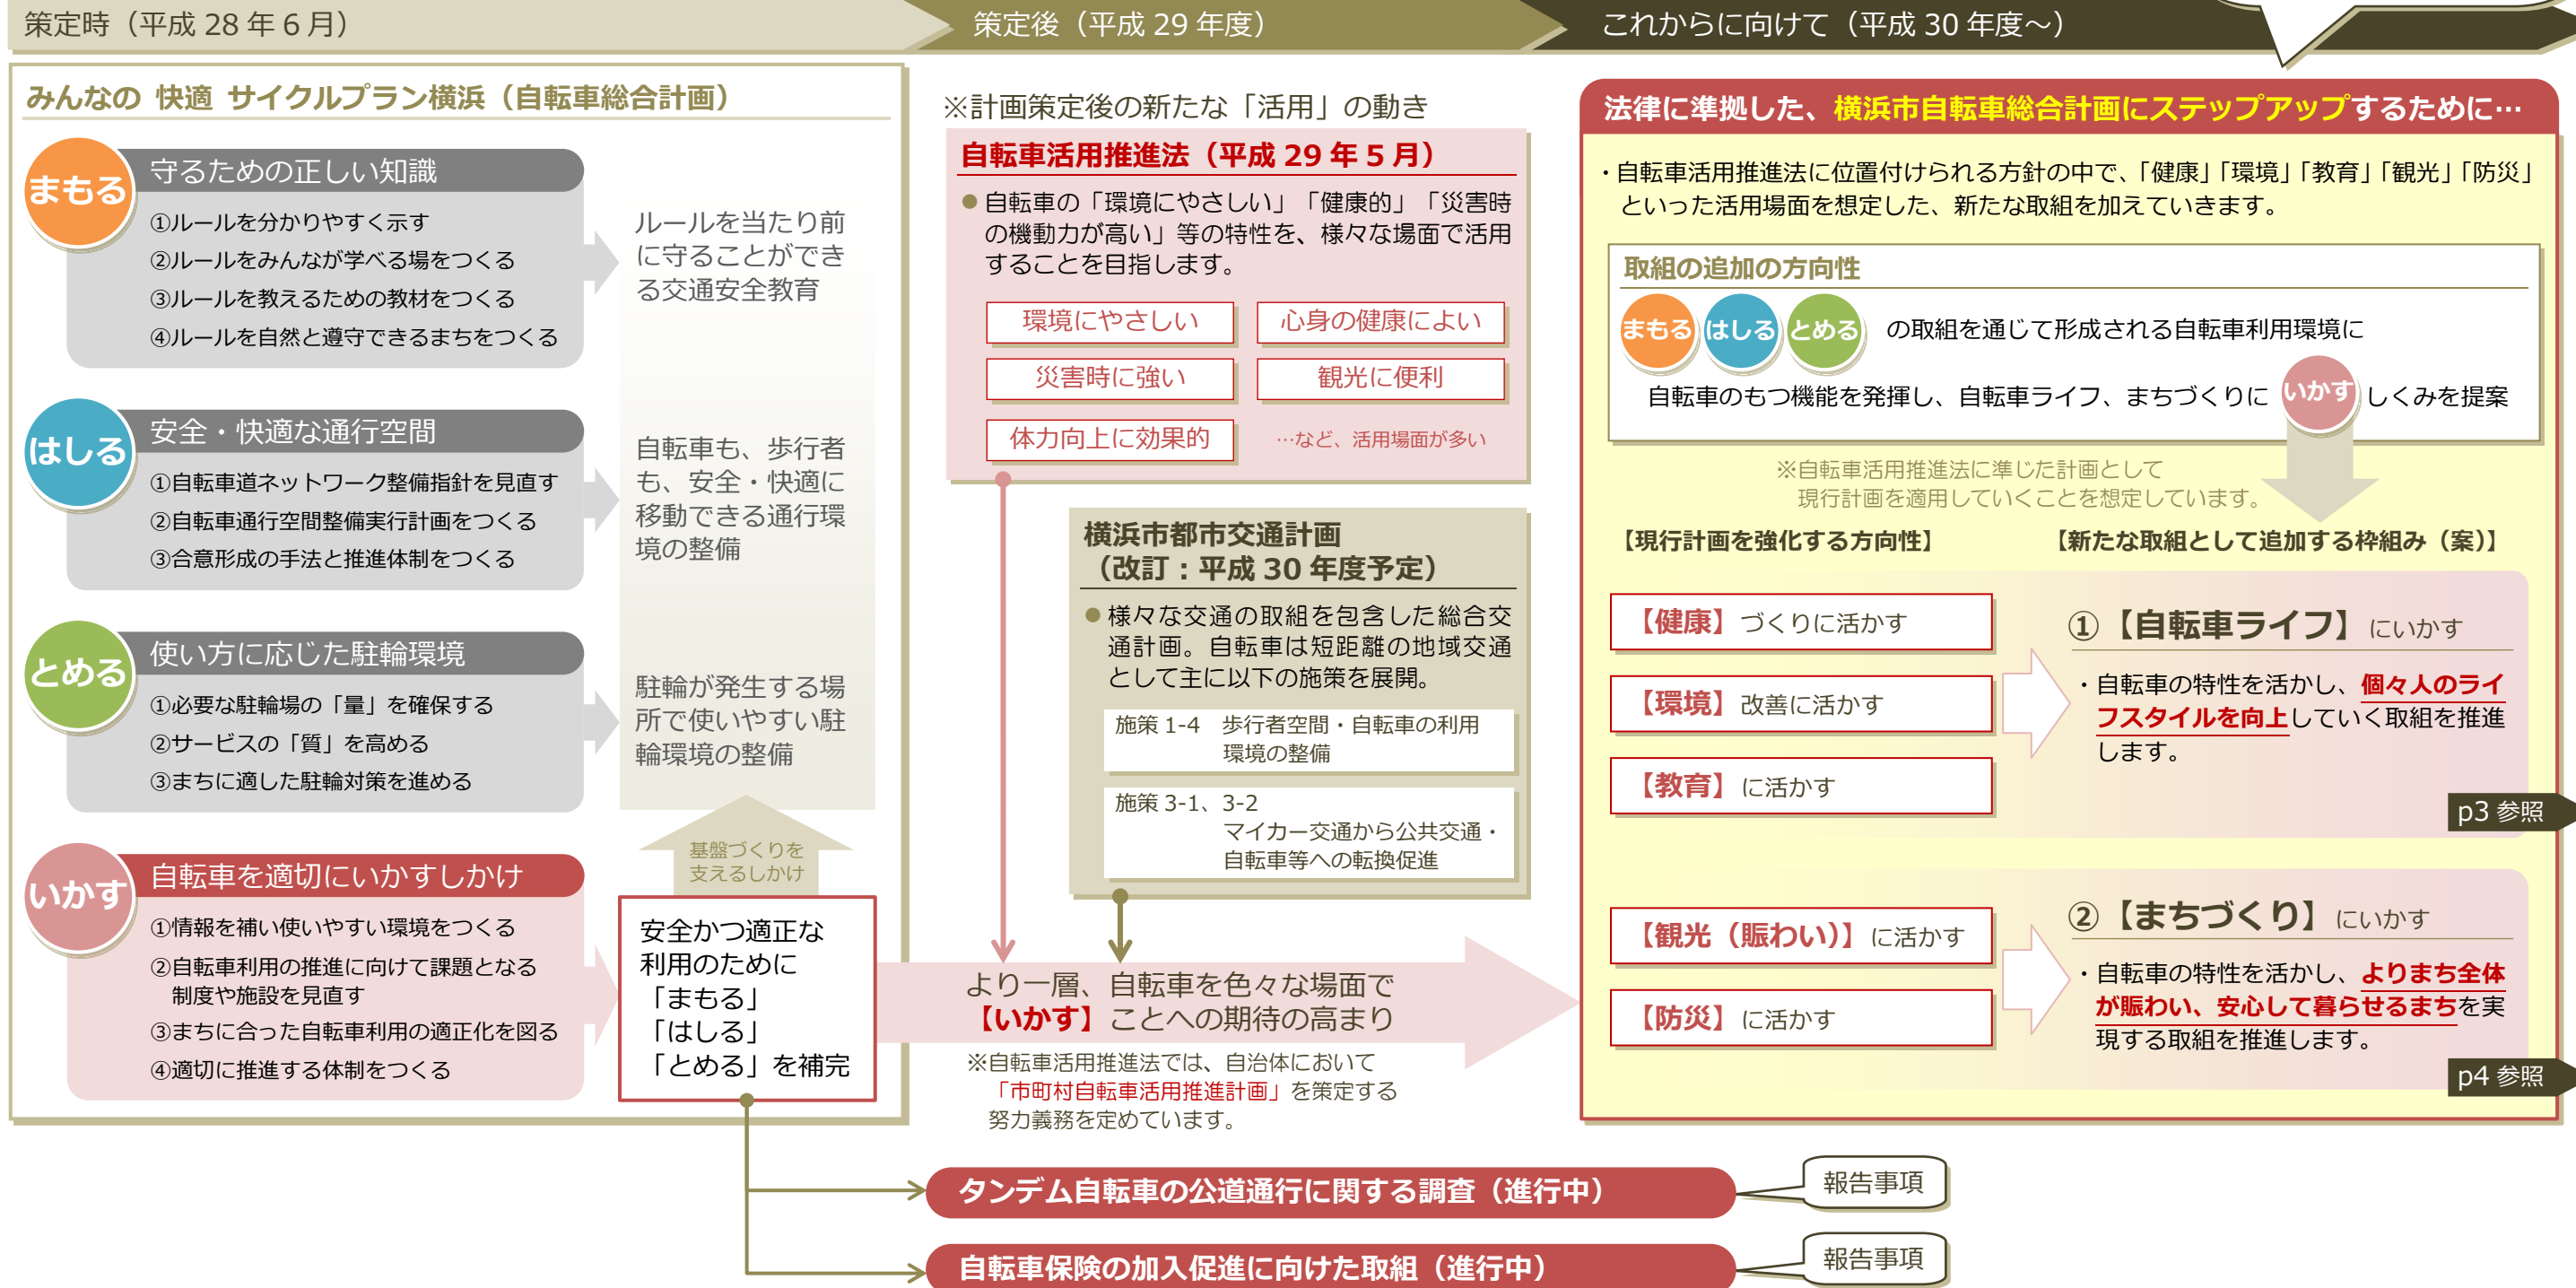 策定時（平成 28 年 6 月）
策定後（平成 29 年度）
これからに向けて（平成 30 年度～）
みんなの 快適 サイクルプラン横浜（自転車総合計画）
まもる
守るための正しい知識
①ルールを分かりやすく示す
②ルールをみんなが学べる場をつくる
③ルールを教えるための教材をつくる
④ルールを自然と遵守できるまちをつくる
ルールを当たり前
に守ることができ
る交通安全教育
はしる
安全・快適な通行空間
①自転車道ネットワーク整備指針を見直す
②自転車通行空間整備実行計画をつくる
③合意形成の手法と推進体制をつくる
自転車も、歩行者
も、安全・快適に
移動できる通行環
境の整備
とめる
使い方に応じた駐輪環境
①必要な駐輪場の「量」を確保する
②サービスの「質」を高める
③まちに適した駐輪対策を進める
駐輪が発生する場
所で使いやすい駐
輪環境の整備
いかす
自転車を適切にいかすしかけ
①情報を補い使いやすい環境をつくる
②自転車利用の推進に向けて課題となる
制度や施設を見直す
③まちに合った自転車利用の適正化を図る
④適切に推進する体制をつくる
基盤づくりを
支えるしかけ
安全かつ適正な
利用のために
「まもる」
「はしる」
「とめる」を補完
※計画策定後の新たな「活用」の動き
自転車活用推進法（平成 29 年 5 月）
●自転車の「環境にやさしい」「健康的」「災害時
の機動力が高い」等の特性を、様々な場面で活用
することを目指します。
環境にやさしい
心身の健康によい
災害時に強い
観光に便利
体力向上に効果的
…など、活用場面が多い
横浜市都市交通計画
（改訂：平成 30 年度予定）
●様々な交通の取組を包含した総合交
通計画。自転車は短距離の地域交通
として主に以下の施策を展開。
施策 1-4　歩行者空間・自転車の利用
環境の整備
施策 3-1、3-2
マイカー交通から公共交通・
自転車等への転換促進
より一層、自転車を色々な場面で
【いかす】ことへの期待の高まり
※自転車活用推進法では、自治体において
「市町村自転車活用推進計画」を策定する
努力義務を定めています。
法律に準拠した、横浜市自転車総合計画にステップアップするために…
・自転車活用推進法に位置付けられる方針の中で、「健康」「環境」「教育」「観光」「防災」
といった活用場面を想定した、新たな取組を加えていきます。
取組の追加の方向性
まもる はしる とめる の取組を通じて形成される自転車利用環境に
自転車のもつ機能を発揮し、自転車ライフ、まちづくりに いかす しくみを提案
※自転車活用推進法に準じた計画として
現行計画を適用していくことを想定しています。
【現行計画を強化する方向性】
【新たな取組として追加する枠組み（案）】
【健康】づくりに活かす
【環境】改善に活かす
【教育】に活かす
①【自転車ライフ】にいかす
・自転車の特性を活かし、個々人のライ
フスタイルを向上していく取組を推進
します。
p3 参照
【観光（賑わい）】に活かす
【防災】に活かす
②【まちづくり】にいかす
・自転車の特性を活かし、よりまち全体
が賑わい、安心して暮らせるまちを実
現する取組を推進します。
p4 参照
タンデム自転車の公道通行に関する調査（進行中）
報告事項
自転車保険の加入促進に向けた取組（進行中）
報告事項